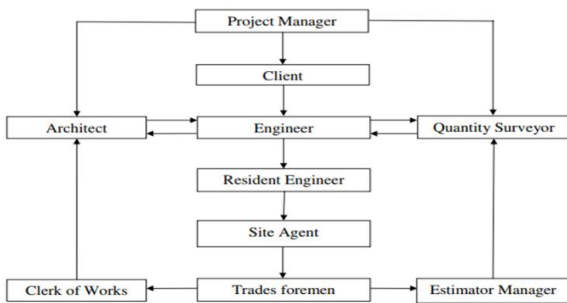 Project Manager
Client
Architect
Engineer
Quantity Surveyor
Resident Engineer
Site Agent
Clerk of Works
Trades foremen
Estimator Manager